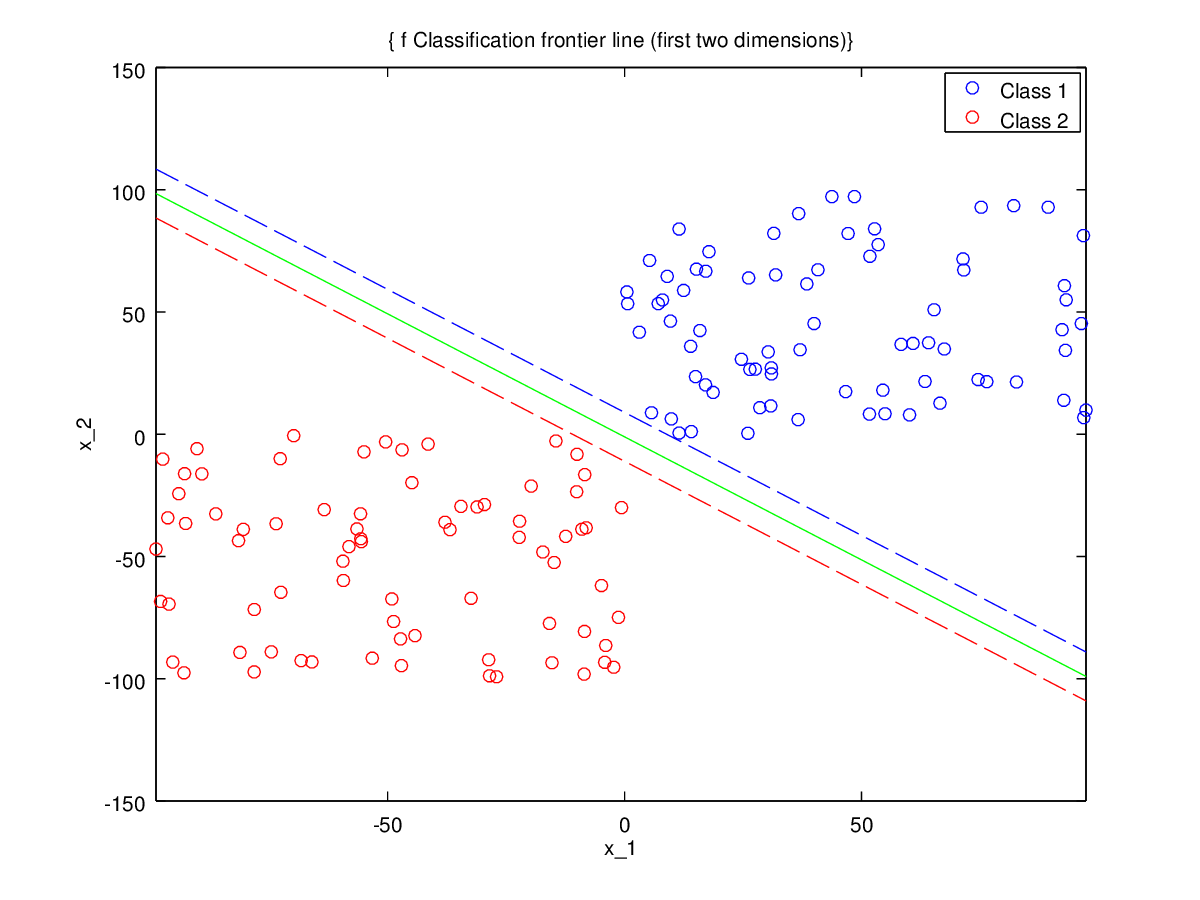 { f Classification frontier line (first two dimensions)}
150
Class 1
Class 2
100
50
0
x_2
-50
-100
-150
-50 0 50
x_1